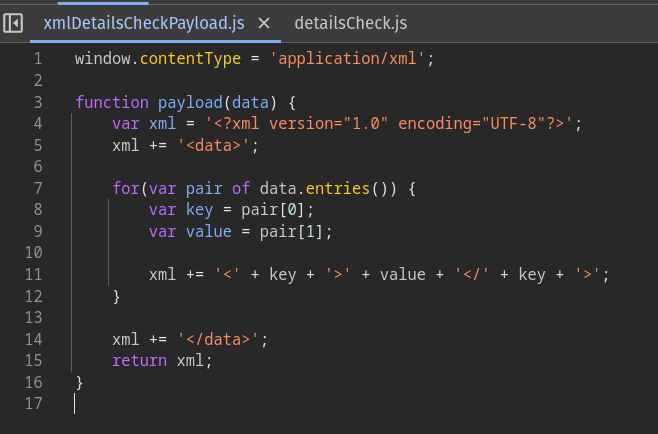 xmlDetailsCheckPayload.js × detailsCheck.js
1 window.contentType = 'application/xml';
2
3 function payload(data) {
4     var xml = '<?xml version="1.0" encoding="UTF-8"?>';
5     xml += '<data>';
6
7     for(var pair of data.entries()) {
8         var key = pair[0];
9         var value = pair[1];
10
11         xml += '<' + key + '>' + value + '</' + key + '>';
12     }
13
14     xml += '</data>';
15     return xml;
16 }
17